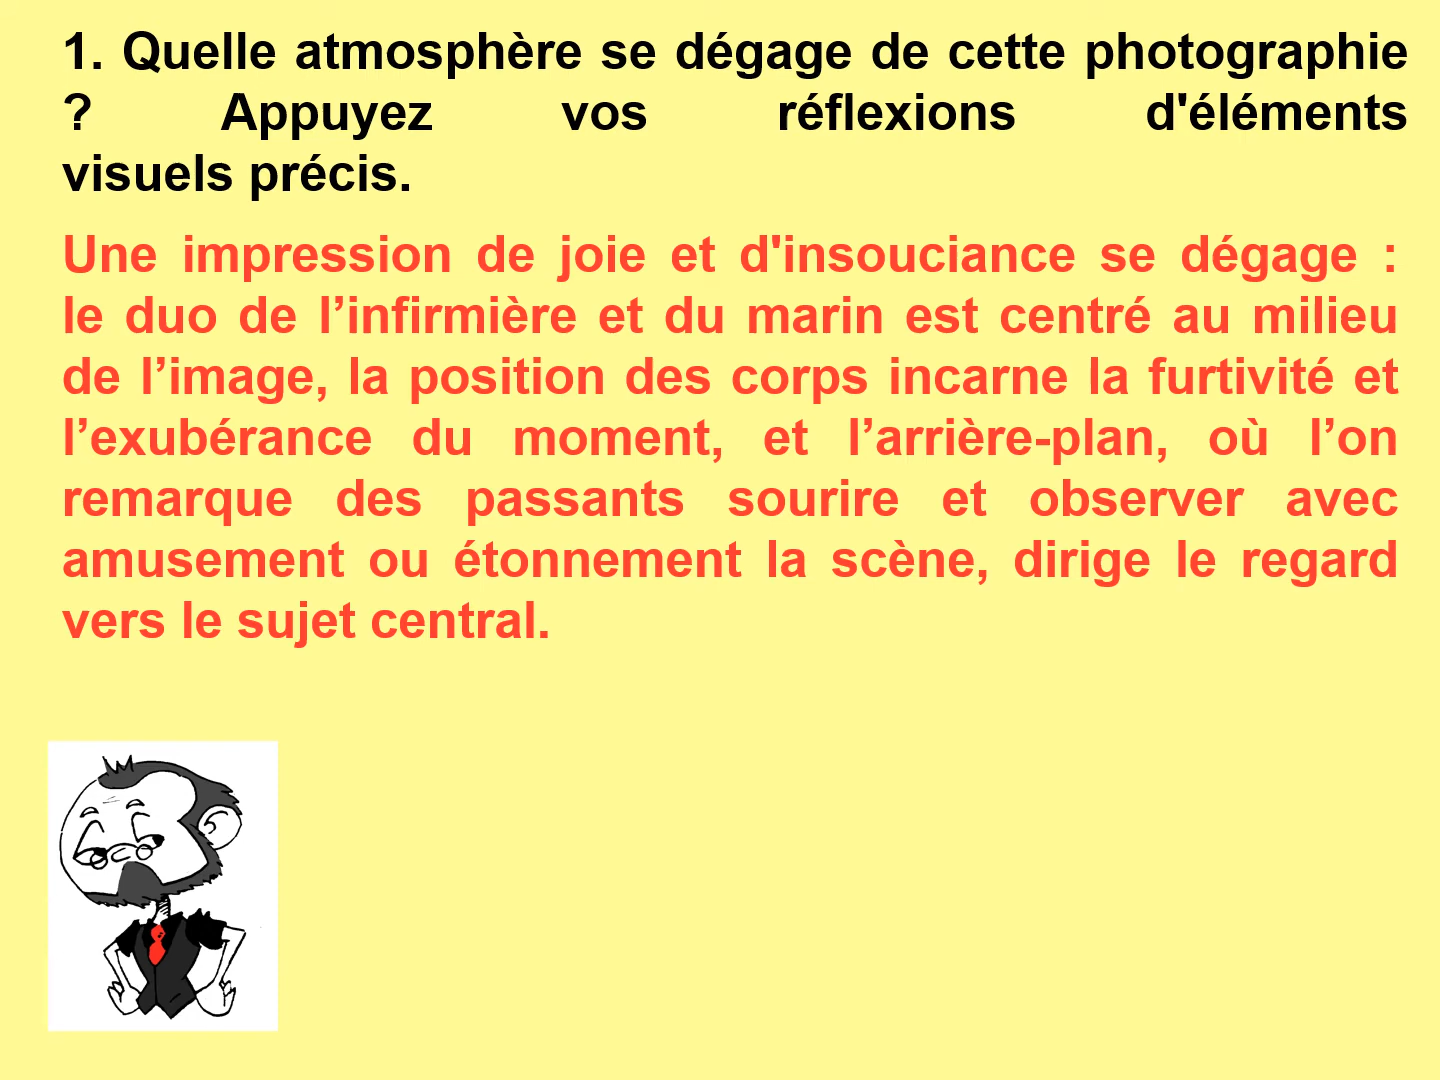 1. Quelle atmosphère se dégage de cette photographie
? Appuyez vos réflexions d'éléments
visuels précis.
Une impression de joie et d'insouciance se dégage :
le duo de l’infirmière et du marin est centré au milieu
de l’image, la position des corps incarne la furtivité et
l’exubérance du moment, et l’arrière-plan, où l’on
remarque des passants sourire et observer avec
amusement ou étonnement la scène, dirige le regard
vers le sujet central.